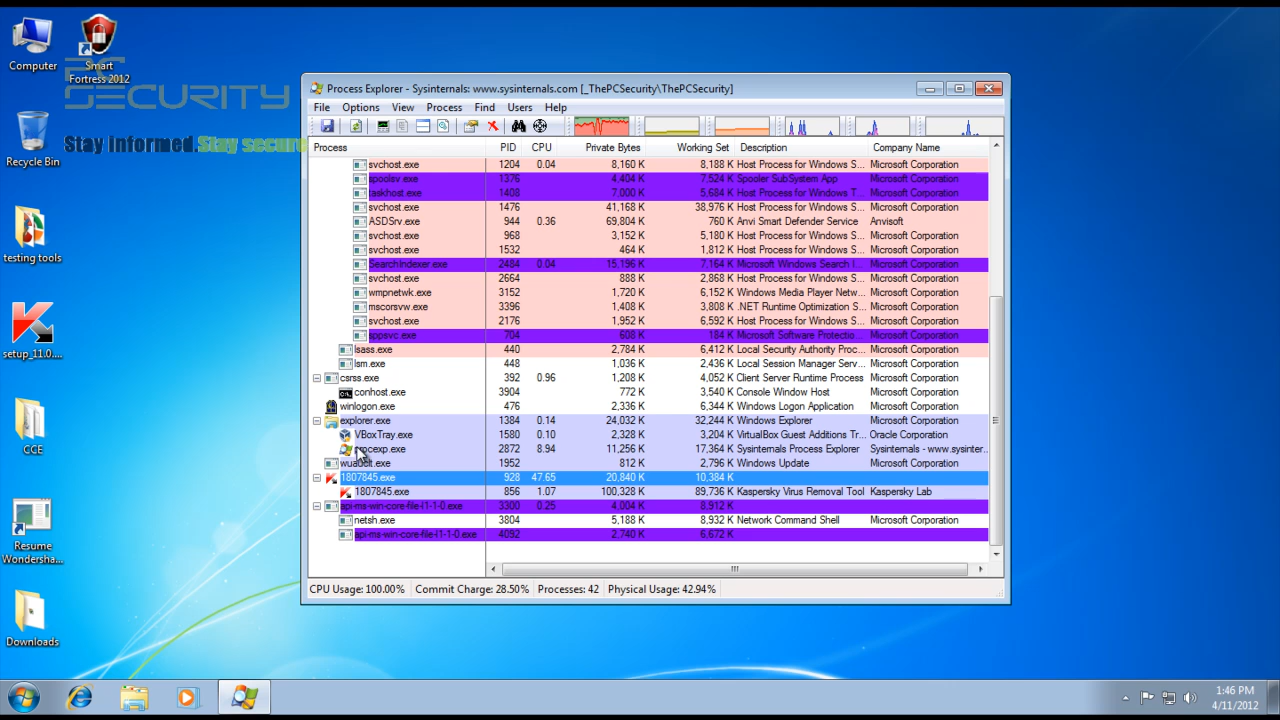 Computer
Smart
Fortress 2012
PC
SECURITY
Stay Informed Stay secure
Recycle Bin
testing tools
setup_11.0....
CCE
Resume
Wondersha...
Downloads
Process Explorer - Sysinternals: www.sysinternals.com [_ThePCSecurity\ThePCSecurity]
File Options View Process Find Users Help
Process PID CPU Private Bytes Working Set Description Company Name
svchost.exe 1204 0.04 8,160 K 8,188 K Host Process for Windows S... Microsoft Corporation
spoolsv.exe 1376 4,404 K 7,524 K Spooler SubSystem App Microsoft Corporation
taskhost.exe 1408 7,000 K 5,684 K Host Process for Windows T... Microsoft Corporation
svchost.exe 1476 41,168 K 38,976 K Host Process for Windows S... Microsoft Corporation
ASDSrv.exe 944 0.36 69,804 K 760 K Anvi Smart Defender Service Anvisoft
svchost.exe 968 3,152 K 5,180 K Host Process for Windows S... Microsoft Corporation
svchost.exe 1532 464 K 1,812 K Host Process for Windows S... Microsoft Corporation
SearchIndexer.exe 2484 0.04 15,196 K 7,164 K Microsoft Windows Search I... Microsoft Corporation
svchost.exe 2664 888 K 2,868 K Host Process for Windows S... Microsoft Corporation
wmpnetwk.exe 3152 1,720 K 6,152 K Windows Media Player Netw... Microsoft Corporation
mscorsvw.exe 3396 1,408 K 3,808 K .NET Runtime Optimization S... Microsoft Corporation
svchost.exe 2176 1,952 K 6,592 K Host Process for Windows S... Microsoft Corporation
sppsvc.exe 704 608 K 184 K Microsoft Software Protectio... Microsoft Corporation
lsass.exe 440 2,784 K 6,412 K Local Security Authority Proc... Microsoft Corporation
lsm.exe 448 1,036 K 2,436 K Local Session Manager Serv... Microsoft Corporation
csrss.exe 392 0.96 1,208 K 4,052 K Client Server Runtime Process Microsoft Corporation
conhost.exe 3904 772 K 3,540 K Console Window Host Microsoft Corporation
winlogon.exe 476 2,336 K 6,344 K Windows Logon Application Microsoft Corporation
explorer.exe 1384 0.14 24,032 K 32,244 K Windows Explorer Microsoft Corporation
VBoxTray.exe 1580 0.10 2,328 K 3,204 K VirtualBox Guest Additions Tr... Oracle Corporation
procexp.exe 2872 8.94 11,256 K 17,364 K Sysinternals Process Explorer Sysinternals - www.sysinter...
wuauclt.exe 1952 812 K 2,796 K Windows Update Microsoft Corporation
1807845.exe 928 47.65 20,840 K 10,384 K
1807845.exe 856 1.07 100,328 K 89,736 K Kaspersky Virus Removal Tool Kaspersky Lab
api-ms-win-core-file-l1-1-0.exe 3300 0.25 4,004 K 8,912 K
netsh.exe 3804 5,188 K 8,932 K Network Command Shell Microsoft Corporation
api-ms-win-core-file-l1-1-0.exe 4092 2,740 K 6,672 K
CPU Usage: 100.00% Commit Charge: 28.50% Processes: 42 Physical Usage: 42.94%
1:46 PM
4/11/2012